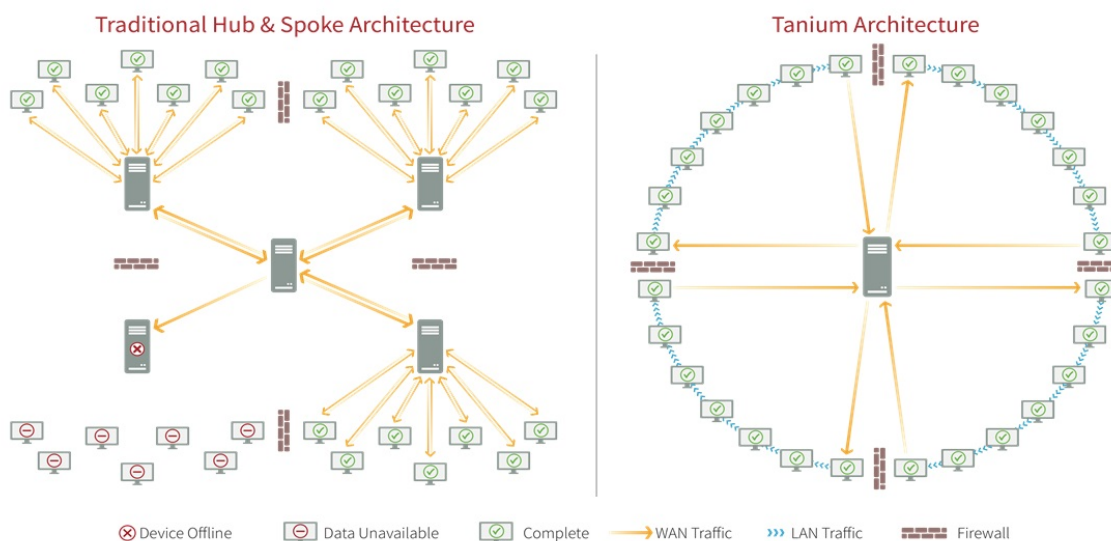 Traditional Hub & Spoke Architecture
Tanium Architecture
Device Offline
Data Unavailable
Complete
WAN Traffic
LAN Traffic
Firewall